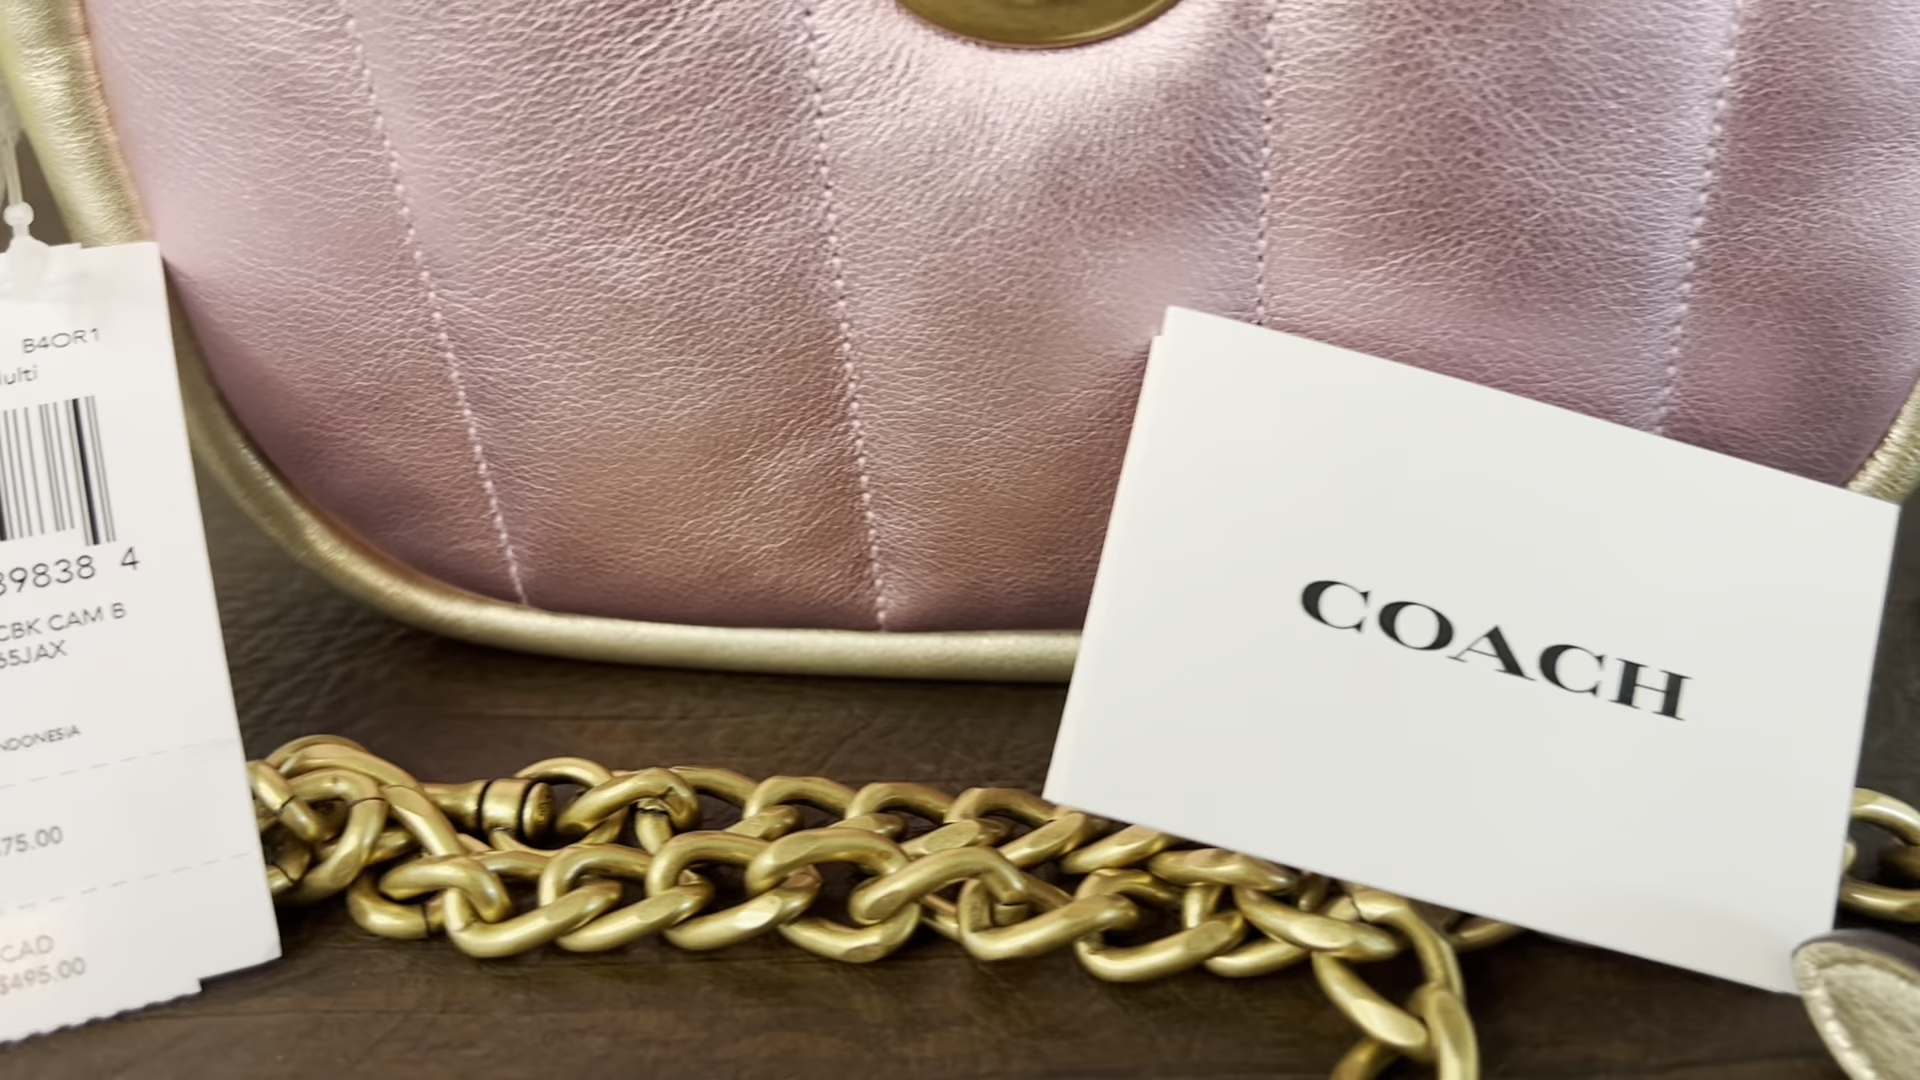 B4OR1
ulti
39838 4
CBK CAM B
65JAX
NDONESIA
75.00
CAD
$495.00
COACH